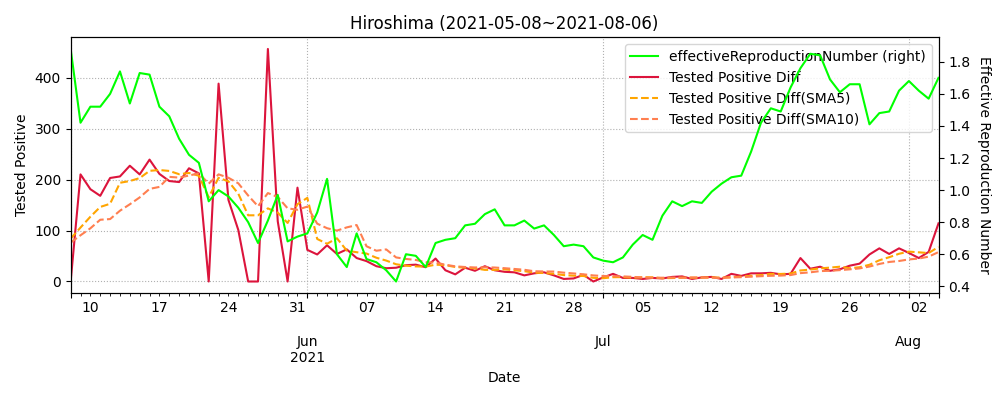 Hiroshima (2021-05-08~2021-08-06)
effectiveReproductionNumber (right)
Tested Positive Diff
Tested Positive Diff(SMA5)
Tested Positive Diff(SMA10)
Tested Positive
400
300
200
100
0
Effective Reproduction Number
1.8
1.6
1.4
1.2
1.0
0.8
0.6
0.4
10 17 24 31 07 14 21 28 05 12 19 26 02
Jun Jul Aug
2021
Date